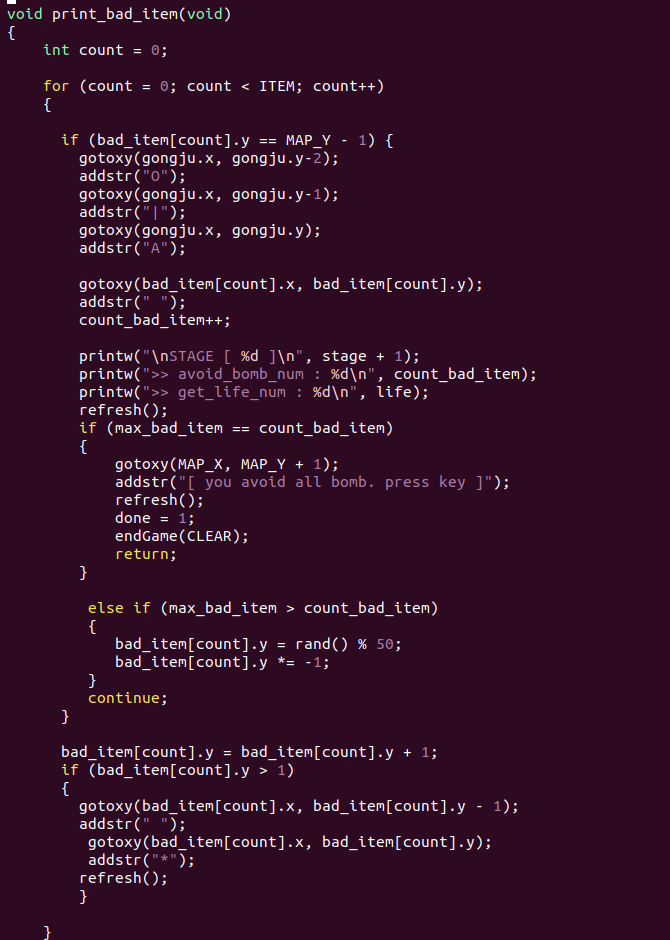 void print_bad_item(void)
{
    int count = 0;

    for (count = 0; count < ITEM; count++)
    {

      if (bad_item[count].y == MAP_Y - 1) {
        gotoxy(gongju.x, gongju.y-2);
        addstr("O");
        gotoxy(gongju.x, gongju.y-1);
        addstr("|");
        gotoxy(gongju.x, gongju.y);
        addstr("A");

        gotoxy(bad_item[count].x, bad_item[count].y);
        addstr(" ");
        count_bad_item++;

        printw("\nSTAGE [ %d ]\n", stage + 1);
        printw(">> avoid_bomb_num : %d\n", count_bad_item);
        printw(">> get_life_num : %d\n", life);
        refresh();
        if (max_bad_item == count_bad_item)
        {
            gotoxy(MAP_X, MAP_Y + 1);
            addstr("[ you avoid all bomb. press key ]");
            refresh();
            done = 1;
            endGame(CLEAR);
            return;
        }

         else if (max_bad_item > count_bad_item)
         {
            bad_item[count].y = rand() % 50;
            bad_item[count].y *= -1;
         }
         continue;
      }

      bad_item[count].y = bad_item[count].y + 1;
      if (bad_item[count].y > 1)
      {
        gotoxy(bad_item[count].x, bad_item[count].y - 1);
        addstr(" ");
         gotoxy(bad_item[count].x, bad_item[count].y);
         addstr("*");
        refresh();
        }

    }